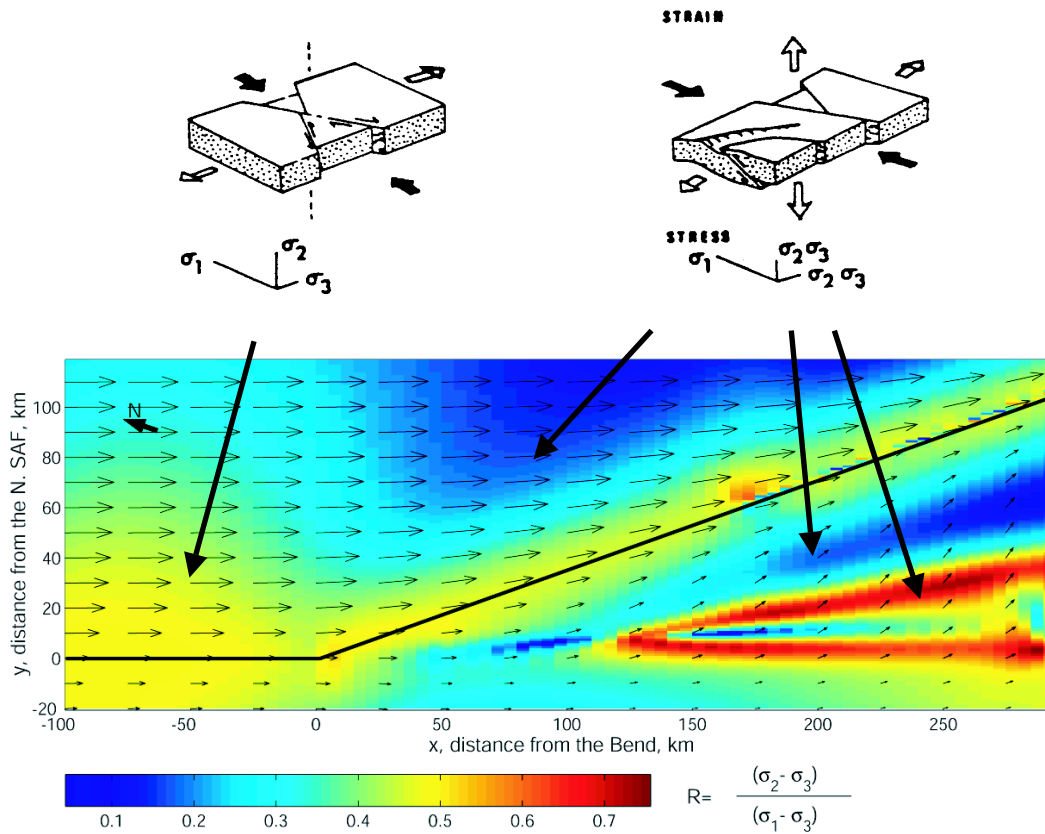 STRAIN
σ1
σ2
σ3
STRESS
σ1
σ2 σ3
σ2 σ3
N
y, distance from the N. SAF, km
100
80
60
40
20
0
-20
-100
-50
0
50
100
150
200
250
x, distance from the Bend, km
0.1
0.2
0.3
0.4
0.5
0.6
0.7
R= (σ2- σ3)
(σ1- σ3)